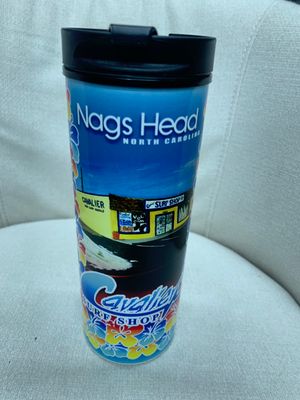 Nags Head
NORTH CAROLINA
CAVALIER
SURF SHOP
Cavalier
SURF SHOP